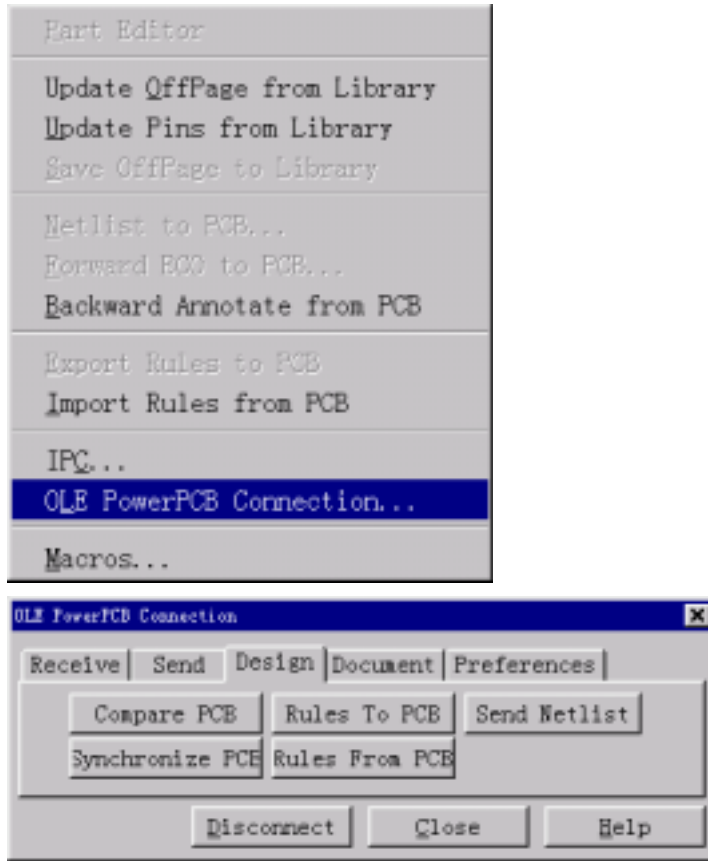 Part Editor
Update OffPage from Library
Update Pins from Library
Save OffPage to Library
Netlist to PCB...
Forward ECO to PCB...
Backward Annotate from PCB
Export Rules to PCB
Import Rules from PCB
IPC...
OLE PowerPCB Connection...
Macros...
OLE PowerPCB Connection
Receive Send Design Document Preferences
Compare PCB Rules To PCB Send Netlist
Synchronize PCB Rules From PCB
Disconnect Close Help